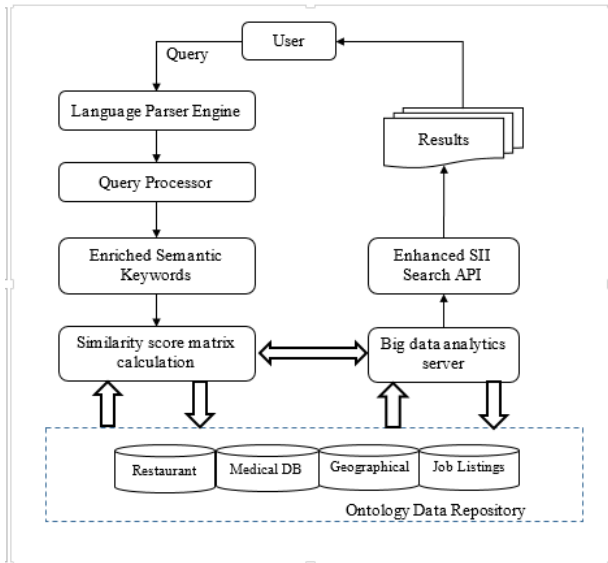 User
Query
Language Parser Engine
Results
Query Processor
Enriched Semantic
Keywords
Enhanced SII
Search API
Similarity score matrix
calculation
Big data analytics
server
Restaurant
Medical DB
Geographical
Job Listings
Ontology Data Repository